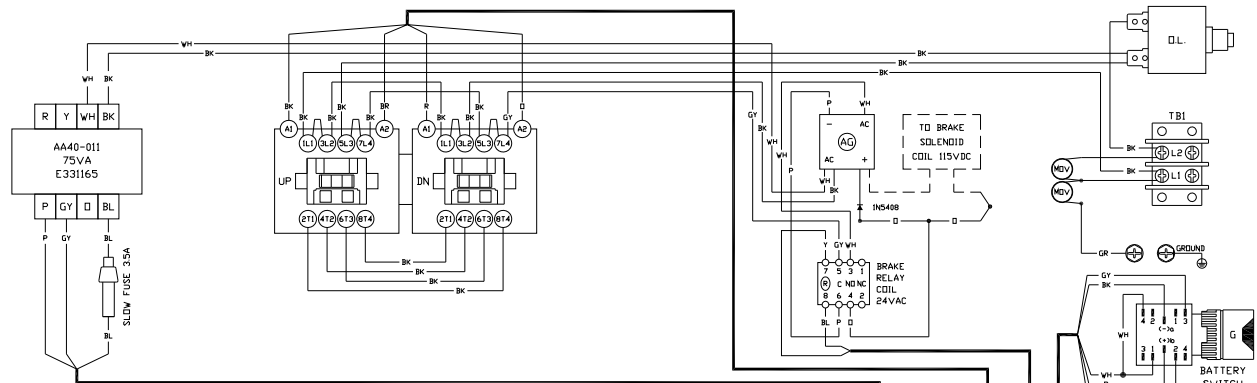 WH
BK
BK
BK
BK
WH
BK
R Y WH BK
AA40-011
75VA
E331165
P GY O BL
P
GY
BL
SLOW FUSE 3.5A
BL
BK
BK
BK
BK
BR
R
BK
BK
GY
O
A1
A2
A1
A2
1L1 3L2 5L3 7L4
1L1 3L2 5L3 7L4
UP
DN
2T1 4T2 6T3 8T4
2T1 4T2 6T3 8T4
BK
BK
BK
BK
GY
BK
WH
WH
P
P
WH
- AC
AG
AC +
WH
BK
TO BRAKE
SOLENOID
COIL 115VDC
1N5408
O
O
Y GY WH
7 5 3 1
R C NO NC
8 6 4 2
BL P O
BRAKE
RELAY
COIL
24VAC
O.L.
TB1
BK
L2
BK
L1
MOV
MOV
GR
GROUND
GY
BK
WH
4 2 1 3
(-)a
(+)b
3 1 2 4
WH
G
BATTERY
SWITCH